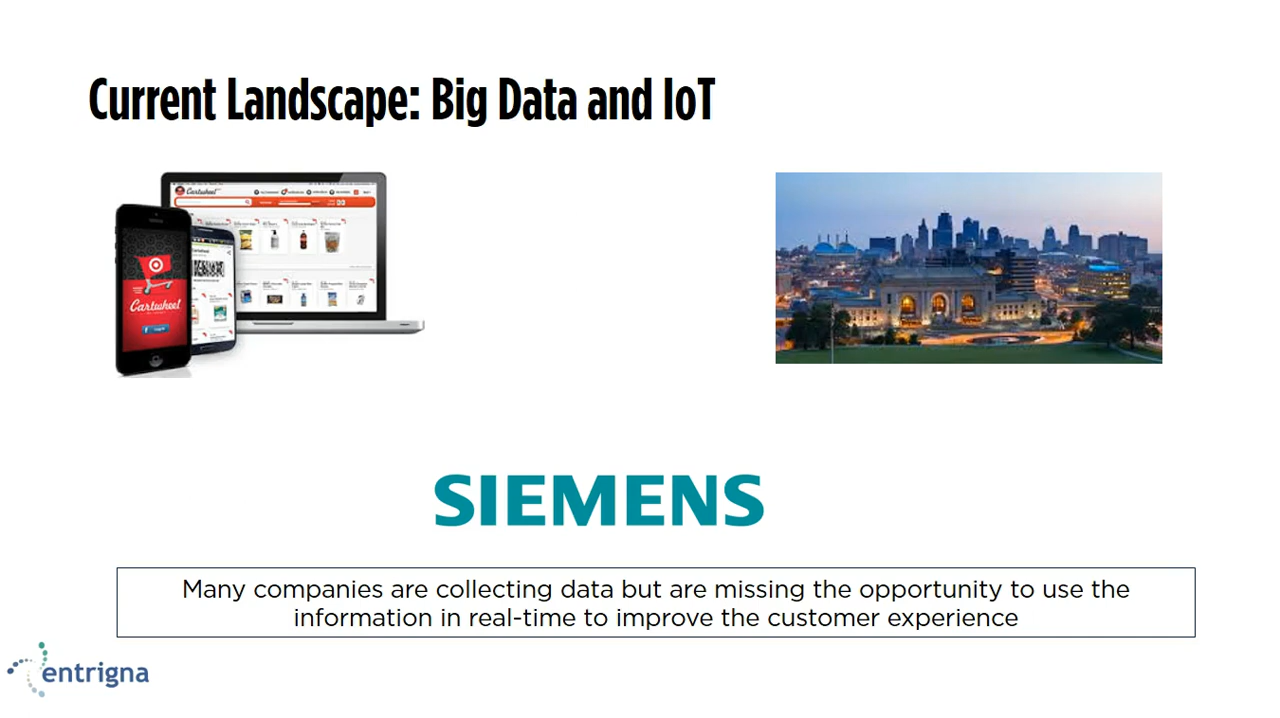 Current Landscape: Big Data and IoT
Cartwheel
Cartwheel
SIEMENS
Many companies are collecting data but are missing the opportunity to use the
information in real-time to improve the customer experience
entrigna